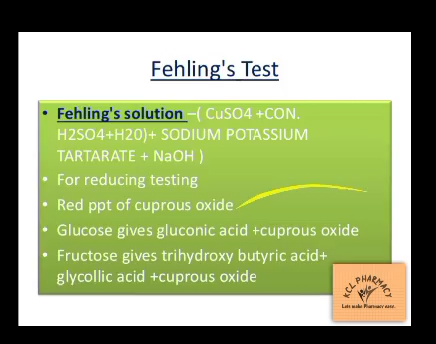 Fehling's Test
• Fehling's solution –( CuSO4 +CON.
H2SO4+H20)+ SODIUM POTASSIUM
TARTARATE + NaOH )
• For reducing testing
• Red ppt of cuprous oxide
• Glucose gives gluconic acid +cuprous oxide
• Fructose gives trihydroxy butyric acid+
glycollic acid +cuprous oxide
KCL PHARMACY
Lets make Pharmacy easy.